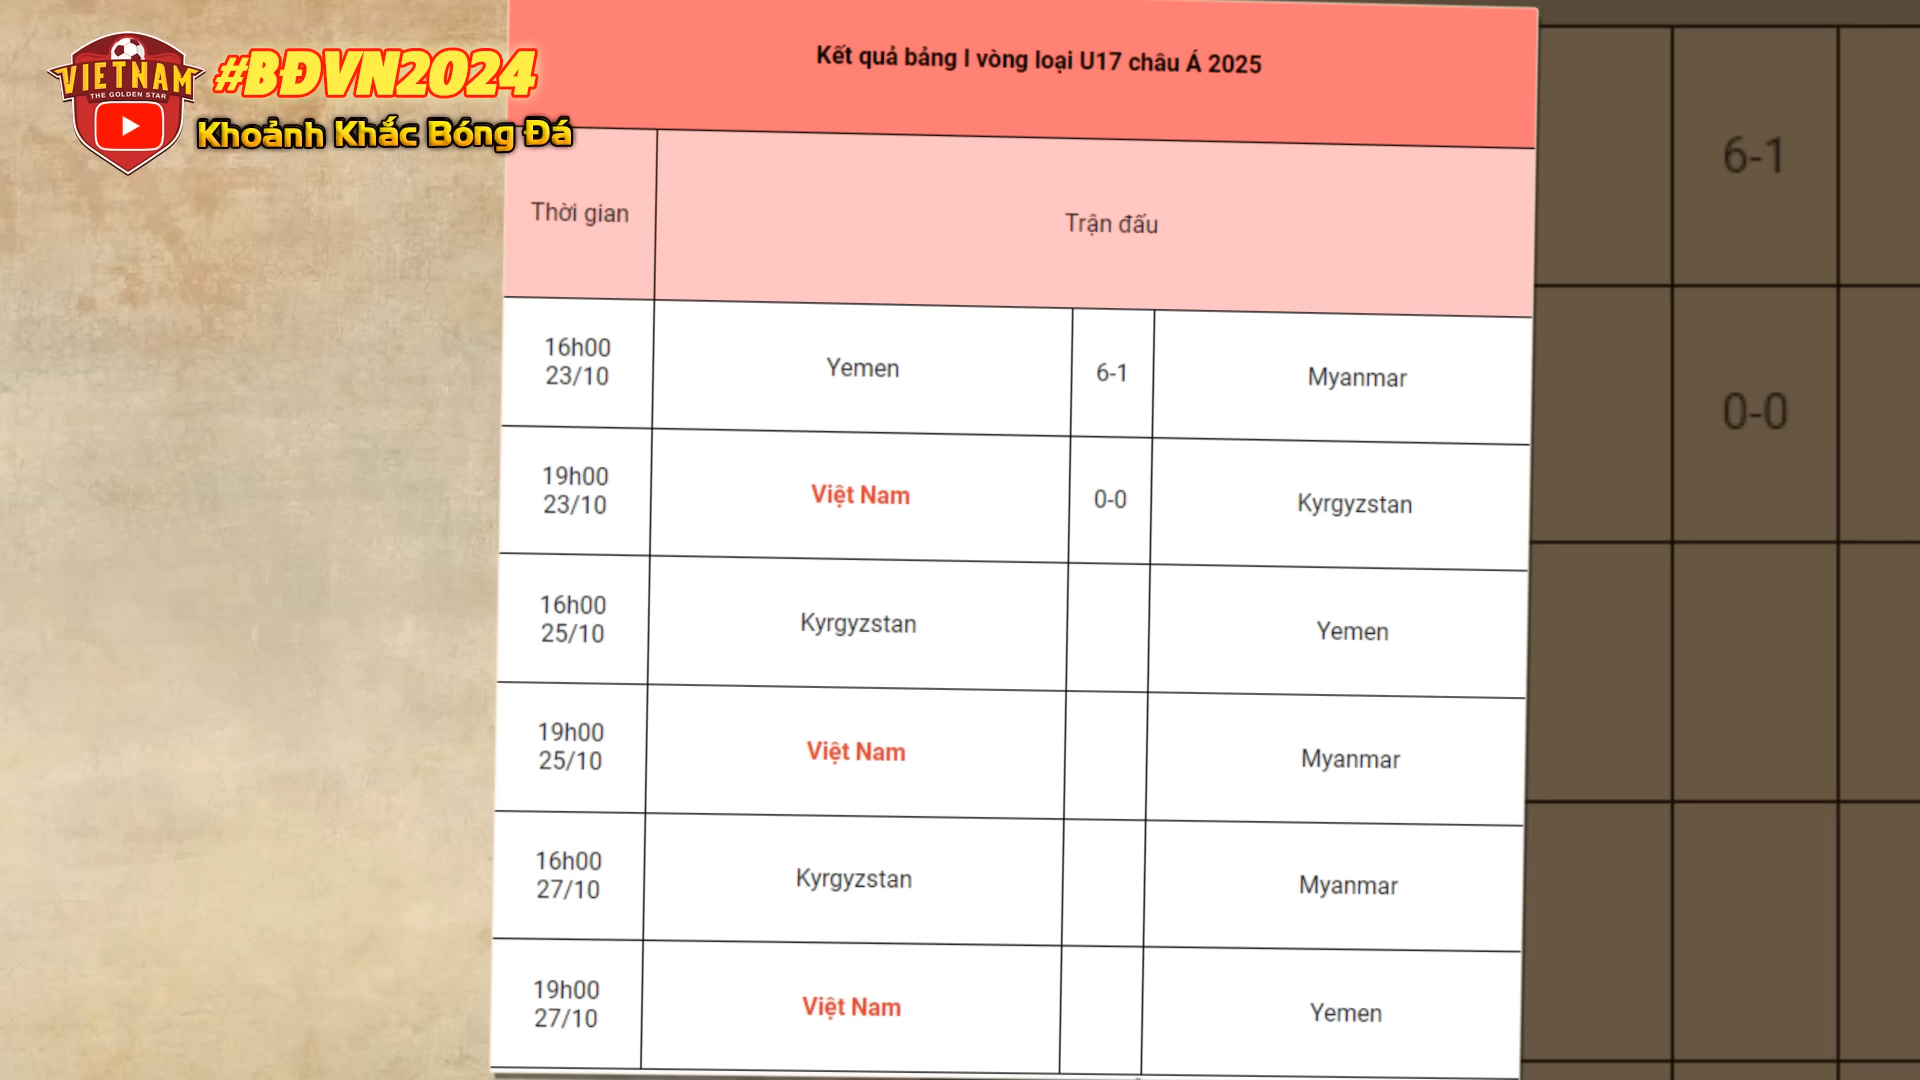 VIETNAM
THE GOLDEN STAR
#BĐVN2024
Khoảnh Khắc Bóng Đá
Kết quả bảng I vòng loại U17 châu Á 2025
Thời gian Trận đấu
16h00
23/10 Yemen 6-1 Myanmar
19h00
23/10 Việt Nam 0-0 Kyrgyzstan
16h00
25/10 Kyrgyzstan Yemen
19h00
25/10 Việt Nam Myanmar
16h00
27/10 Kyrgyzstan Myanmar
19h00
27/10 Việt Nam Yemen
6-1
0-0